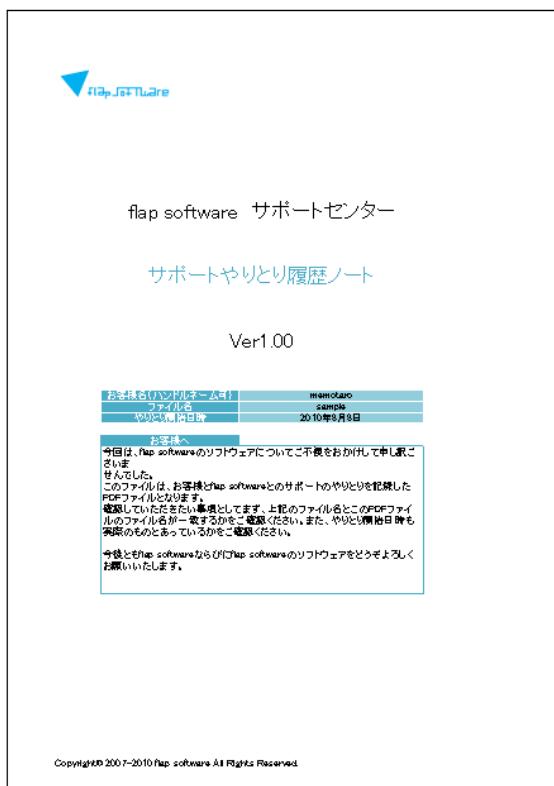 flap software
flap software サポートセンター
サポートやりとり履歴ノート
Ver1.00
お客様名(ハンドルネーム可) memotaro
ファイル名 sample
やりとり開始日時 2010年8月8日
お客様へ
今回は、flap softwareのソフトウェアについてご不便をおかけして申し訳ご
ざいま
せんでした。
このファイルは、お客様とflap softwareとのサポートのやりとりを記録した
PDFファイルとなります。
確認していただきたい事項としてまず、上記のファイル名とこのPDFファイ
ルのファイル名が一致するかをご確認ください。また、やりとり開始日時も
実際のものとあっているかをご確認ください。
今後ともflap softwareならびにflap softwareのソフトウェアをどうぞよろしく
お願いいたします。
Copyright© 2007-2010 flap software All Rights Reserved.